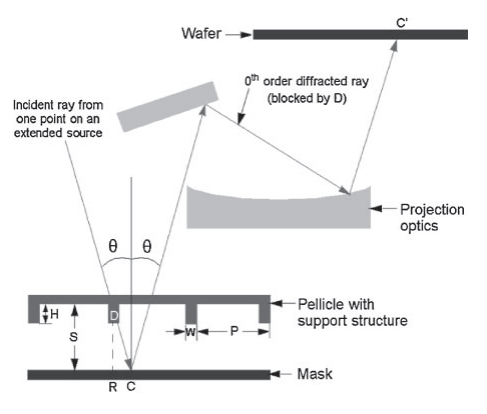 C'
Wafer
0th order diffracted ray
(blocked by D)
Incident ray from
one point on an
extended source
Projection
optics
θ θ
Pellicle with
support structure
H
D
S
W
P
Mask
R C